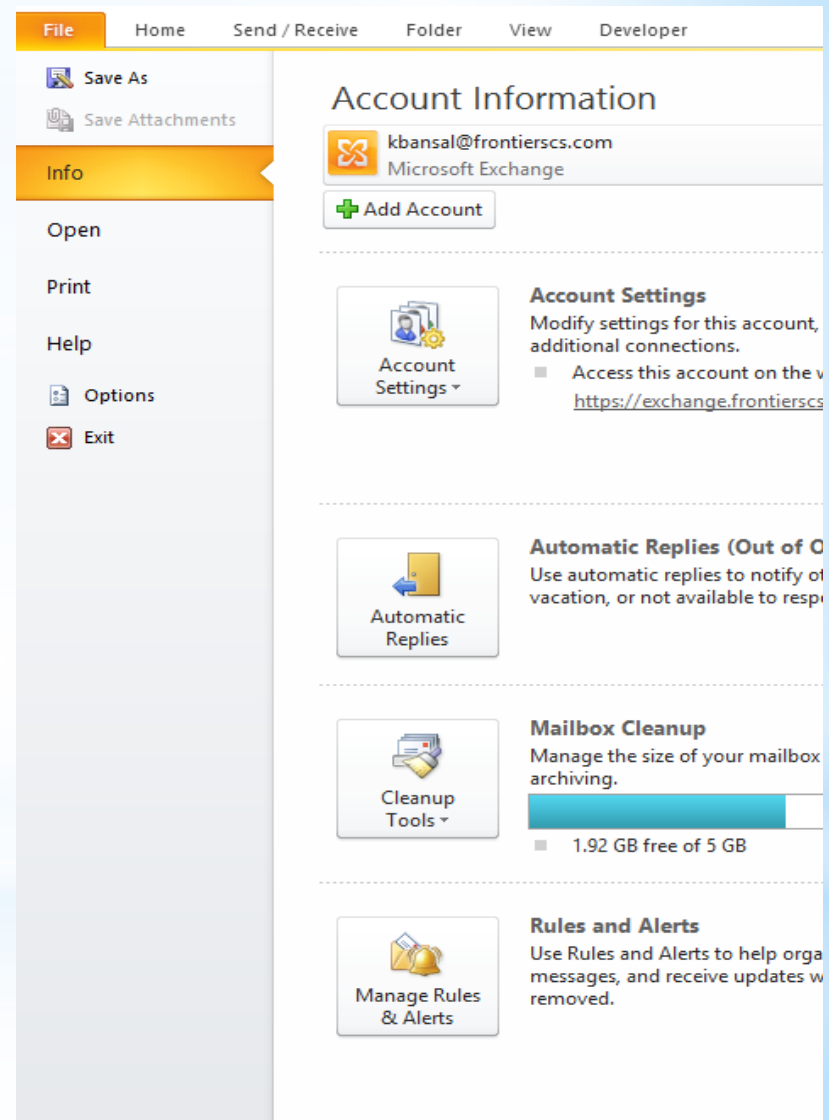 File Home Send / Receive Folder View Developer
Save As
Save Attachments
Info
Open
Print
Help
Options
Exit
Account Information
kbansal@frontierscs.com
Microsoft Exchange
Add Account
Account
Settings
Account Settings
Modify settings for this account,
additional connections.
Access this account on the
https://exchange.frontierscs
Automatic
Replies
Automatic Replies (Out of O
Use automatic replies to notify
vacation, or not available to
Cleanup
Tools
Mailbox Cleanup
Manage the size of your mailbox
archiving.
1.92 GB free of 5 GB
Manage Rules
& Alerts
Rules and Alerts
Use Rules and Alerts to help orga
messages, and receive updates w
removed.